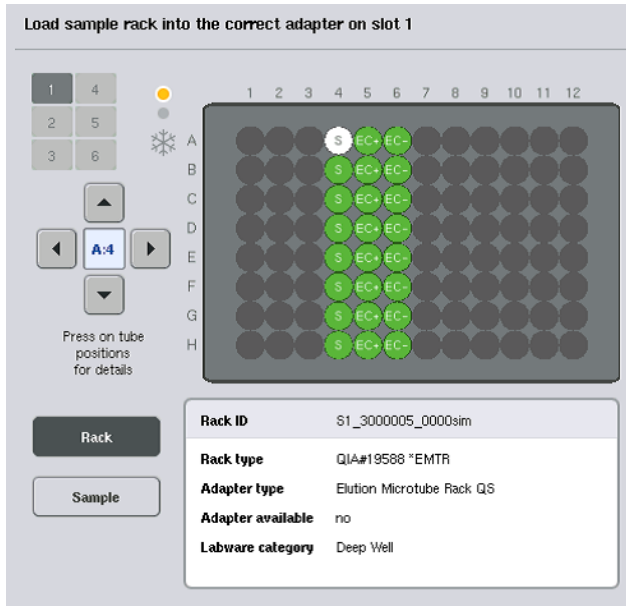 Load sample rack into the correct adapter on slot 1
1 4
2 5
3 6
1 2 3 4 5 6 7 8 9 10 11 12
A S EC+ EC-
B S EC+ EC-
C S EC+ EC-
D S EC+ EC-
E S EC+ EC-
F S EC+ EC-
G S EC+ EC-
H S EC+ EC-
A:4
Press on tube
positions
for details
Rack
Sample
Rack ID S1_3000005_0000sim
Rack type QIA#19588 *EMTR
Adapter type Elution Microtube Rack QS
Adapter available no
Labware category Deep Well